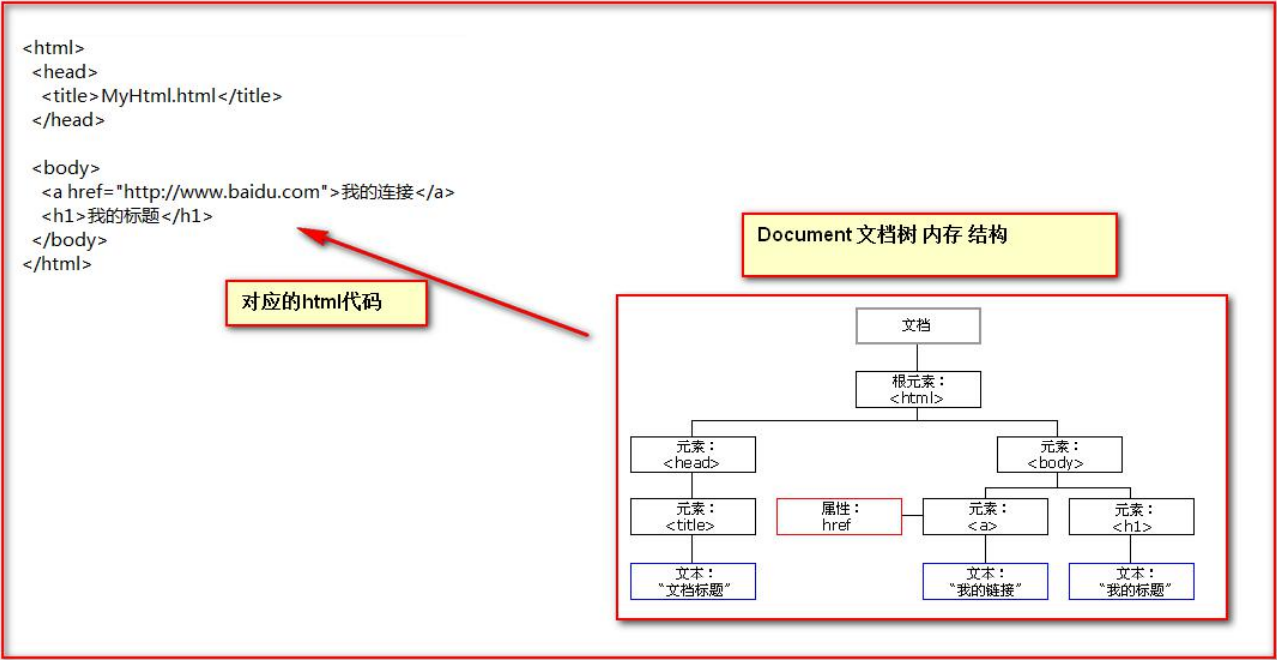 <html>
<head>
<title>MyHtml.html</title>
</head>
<body>
<a href="http://www.baidu.com">我的连接</a>
<h1>我的标题</h1>
</body>
</html>
对应的html代码
Document 文档树 内存 结构
文档
根元素：
<html>
元素：
<head>
元素：
<body>
元素：
<title>
属性：
href
元素：
<a>
元素：
<h1>
文本：
“文档标题”
文本：
“我的链接”
文本：
“我的标题”